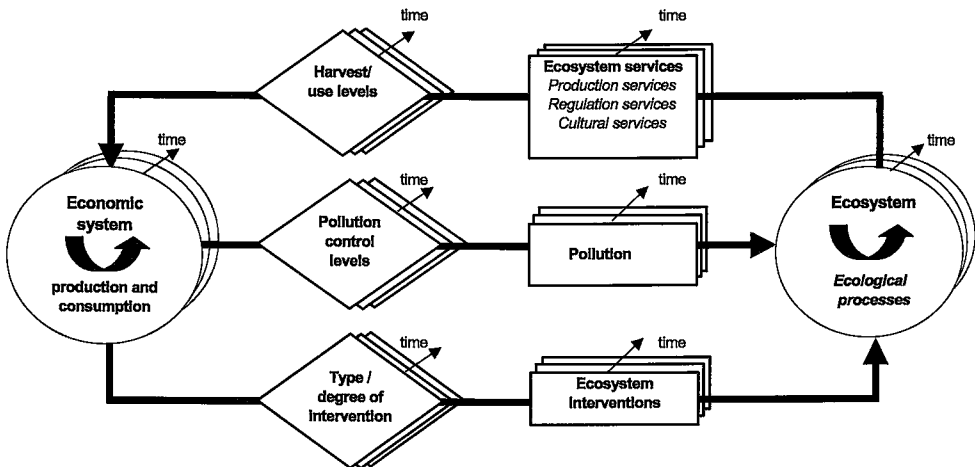 time
Harvest/
use levels
time
Ecosystem services
Production services
Regulation services
Cultural services
time
Economic
system
production and
consumption
time
Pollution
control
levels
time
Pollution
time
Ecosystem
Ecological
processes
time
Type /
degree of
intervention
time
Ecosystem
Interventions